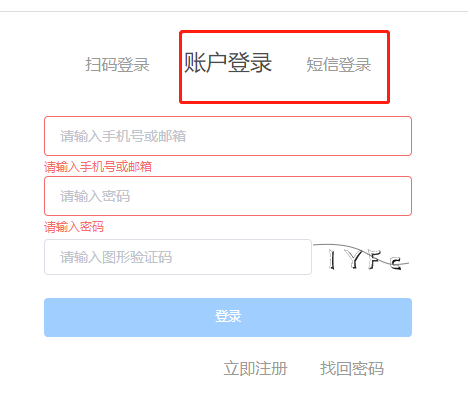 扫码登录 账户登录 短信登录
请输入手机号或邮箱
请输入手机号或邮箱
请输入密码
请输入密码
请输入图形验证码 IYFc
登录
立即注册 找回密码